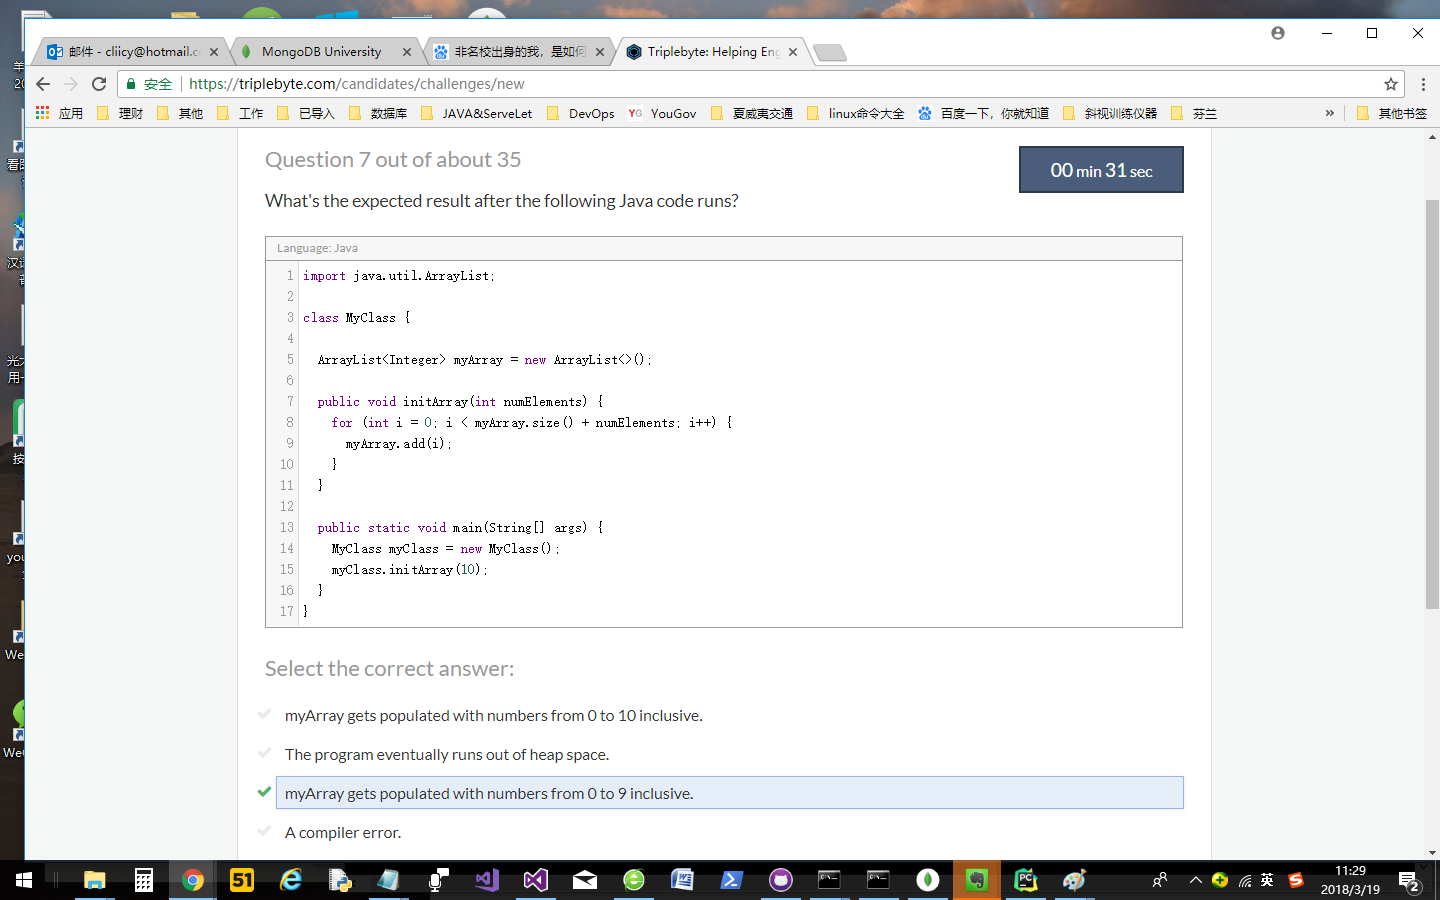 邮件 - cliicy@hotmail.c
MongoDB University
非名校出身的我，是如何
Triplebyte: Helping Eng
安全
https://triplebyte.com/candidates/challenges/new
应用
理财
其他
工作
已导入
数据库
JAVA&ServeLet
DevOps
YG YouGov
夏威夷交通
linux命令大全
百度一下，你就知道
斜视训练仪器
芬兰
»
其他书签
Question 7 out of about 35
00 min 31 sec
What's the expected result after the following Java code runs?
Language: Java
1 import java.util.ArrayList;
2
3 class MyClass {
4
5 ArrayList<Integer> myArray = new ArrayList<>();
6
7 public void initArray(int numElements) {
8 for (int i = 0; i < myArray.size() + numElements; i++) {
9 myArray.add(i);
10 }
11 }
12
13 public static void main(String[] args) {
14 MyClass myClass = new MyClass();
15 myClass.initArray(10);
16 }
17 }
Select the correct answer:
myArray gets populated with numbers from 0 to 10 inclusive.
The program eventually runs out of heap space.
myArray gets populated with numbers from 0 to 9 inclusive.
A compiler error.
51
PC
英
11:29
2018/3/19
2